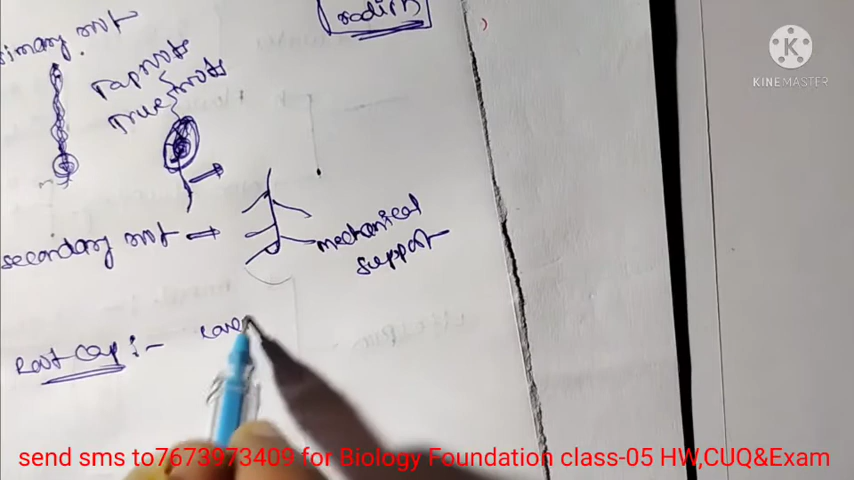 radish
primary root
Taproots
True roots
secondary root →
mechanical
support
Root cap :-
KINEMASTER
send sms to7673973409 for Biology Foundation class-05 HW,CUQ&Exam